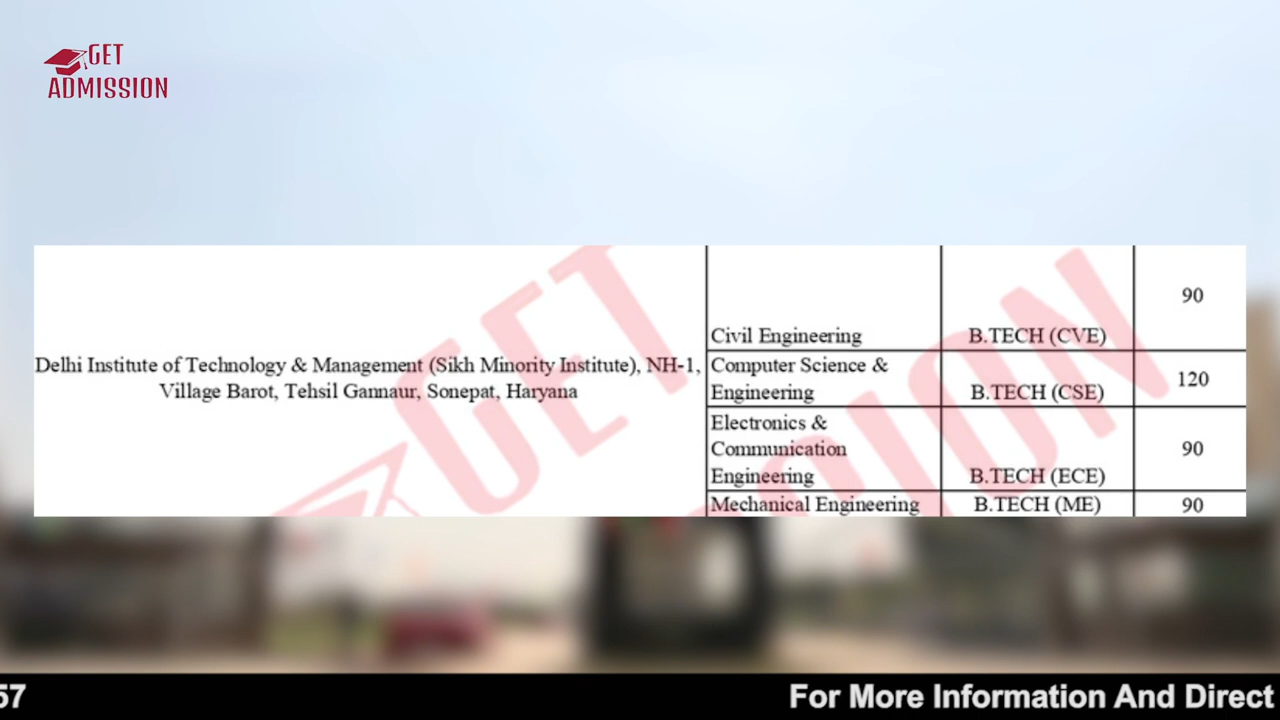 GET
ADMISSION
90
Civil Engineering B.TECH (CVE)
Delhi Institute of Technology & Management (Sikh Minority Institute), NH-1,
Village Barot, Tehsil Gannaur, Sonepat, Haryana
Computer Science &
Engineering B.TECH (CSE) 120
Electronics &
Communication
Engineering B.TECH (ECE) 90
Mechanical Engineering B.TECH (ME) 90
GET
SION
57
For More Information And Direct